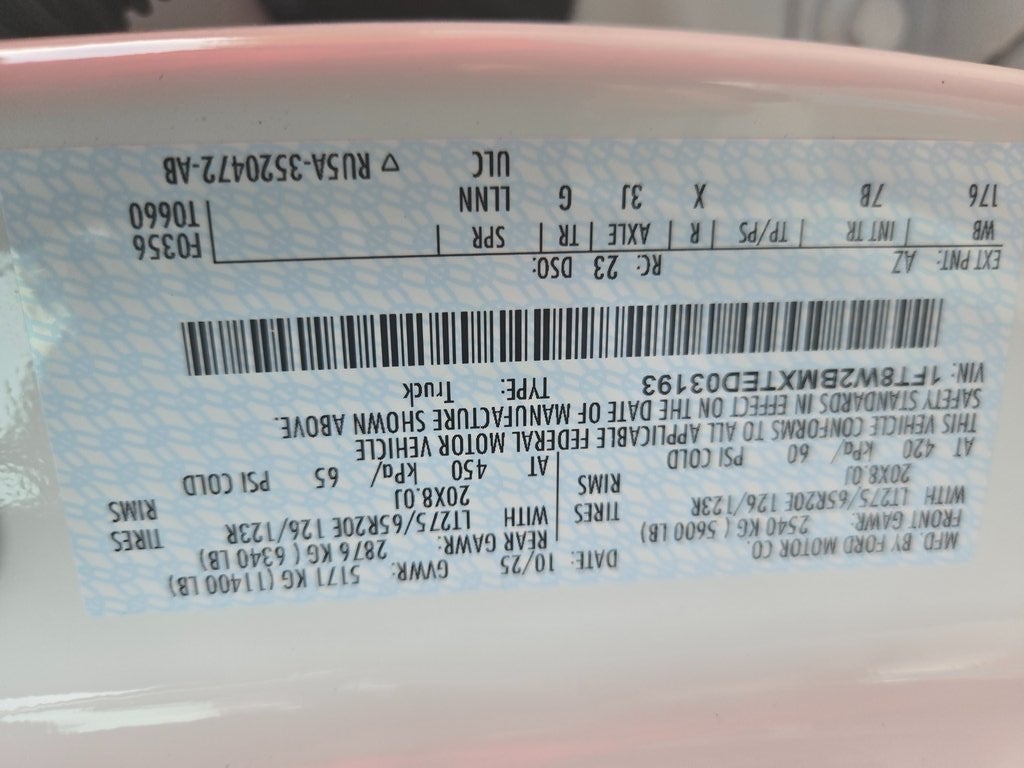 MFD. BY FORD MOTOR CO.
DATE: 10/25 GVWR: 5171 KG (11400 LB)
FRONT GAWR: 2540 KG (5600 LB) REAR GAWR: 2876 KG (6340 LB)
WITH LT275/65R20E 126/123R TIRES WITH LT275/65R20E 126/123R TIRES
20X8.0J RIMS 20X8.0J RIMS
AT 420 kPa/ 60 PSI COLD AT 450 kPa/ 65 PSI COLD
THIS VEHICLE CONFORMS TO ALL APPLICABLE FEDERAL MOTOR VEHICLE
SAFETY STANDARDS IN EFFECT ON THE DATE OF MANUFACTURE SHOWN ABOVE.
VIN: 1FT8W2BMXTED03193 TYPE: Truck
EXT PNT: AZ RC: 23 DSO:
F0356
WB | INT TR | TP/PS | R | AXLE | TR | SPR |
T0660
176 7B X 3J G LLNN
ULC
▽ RU5A-3520472-AB